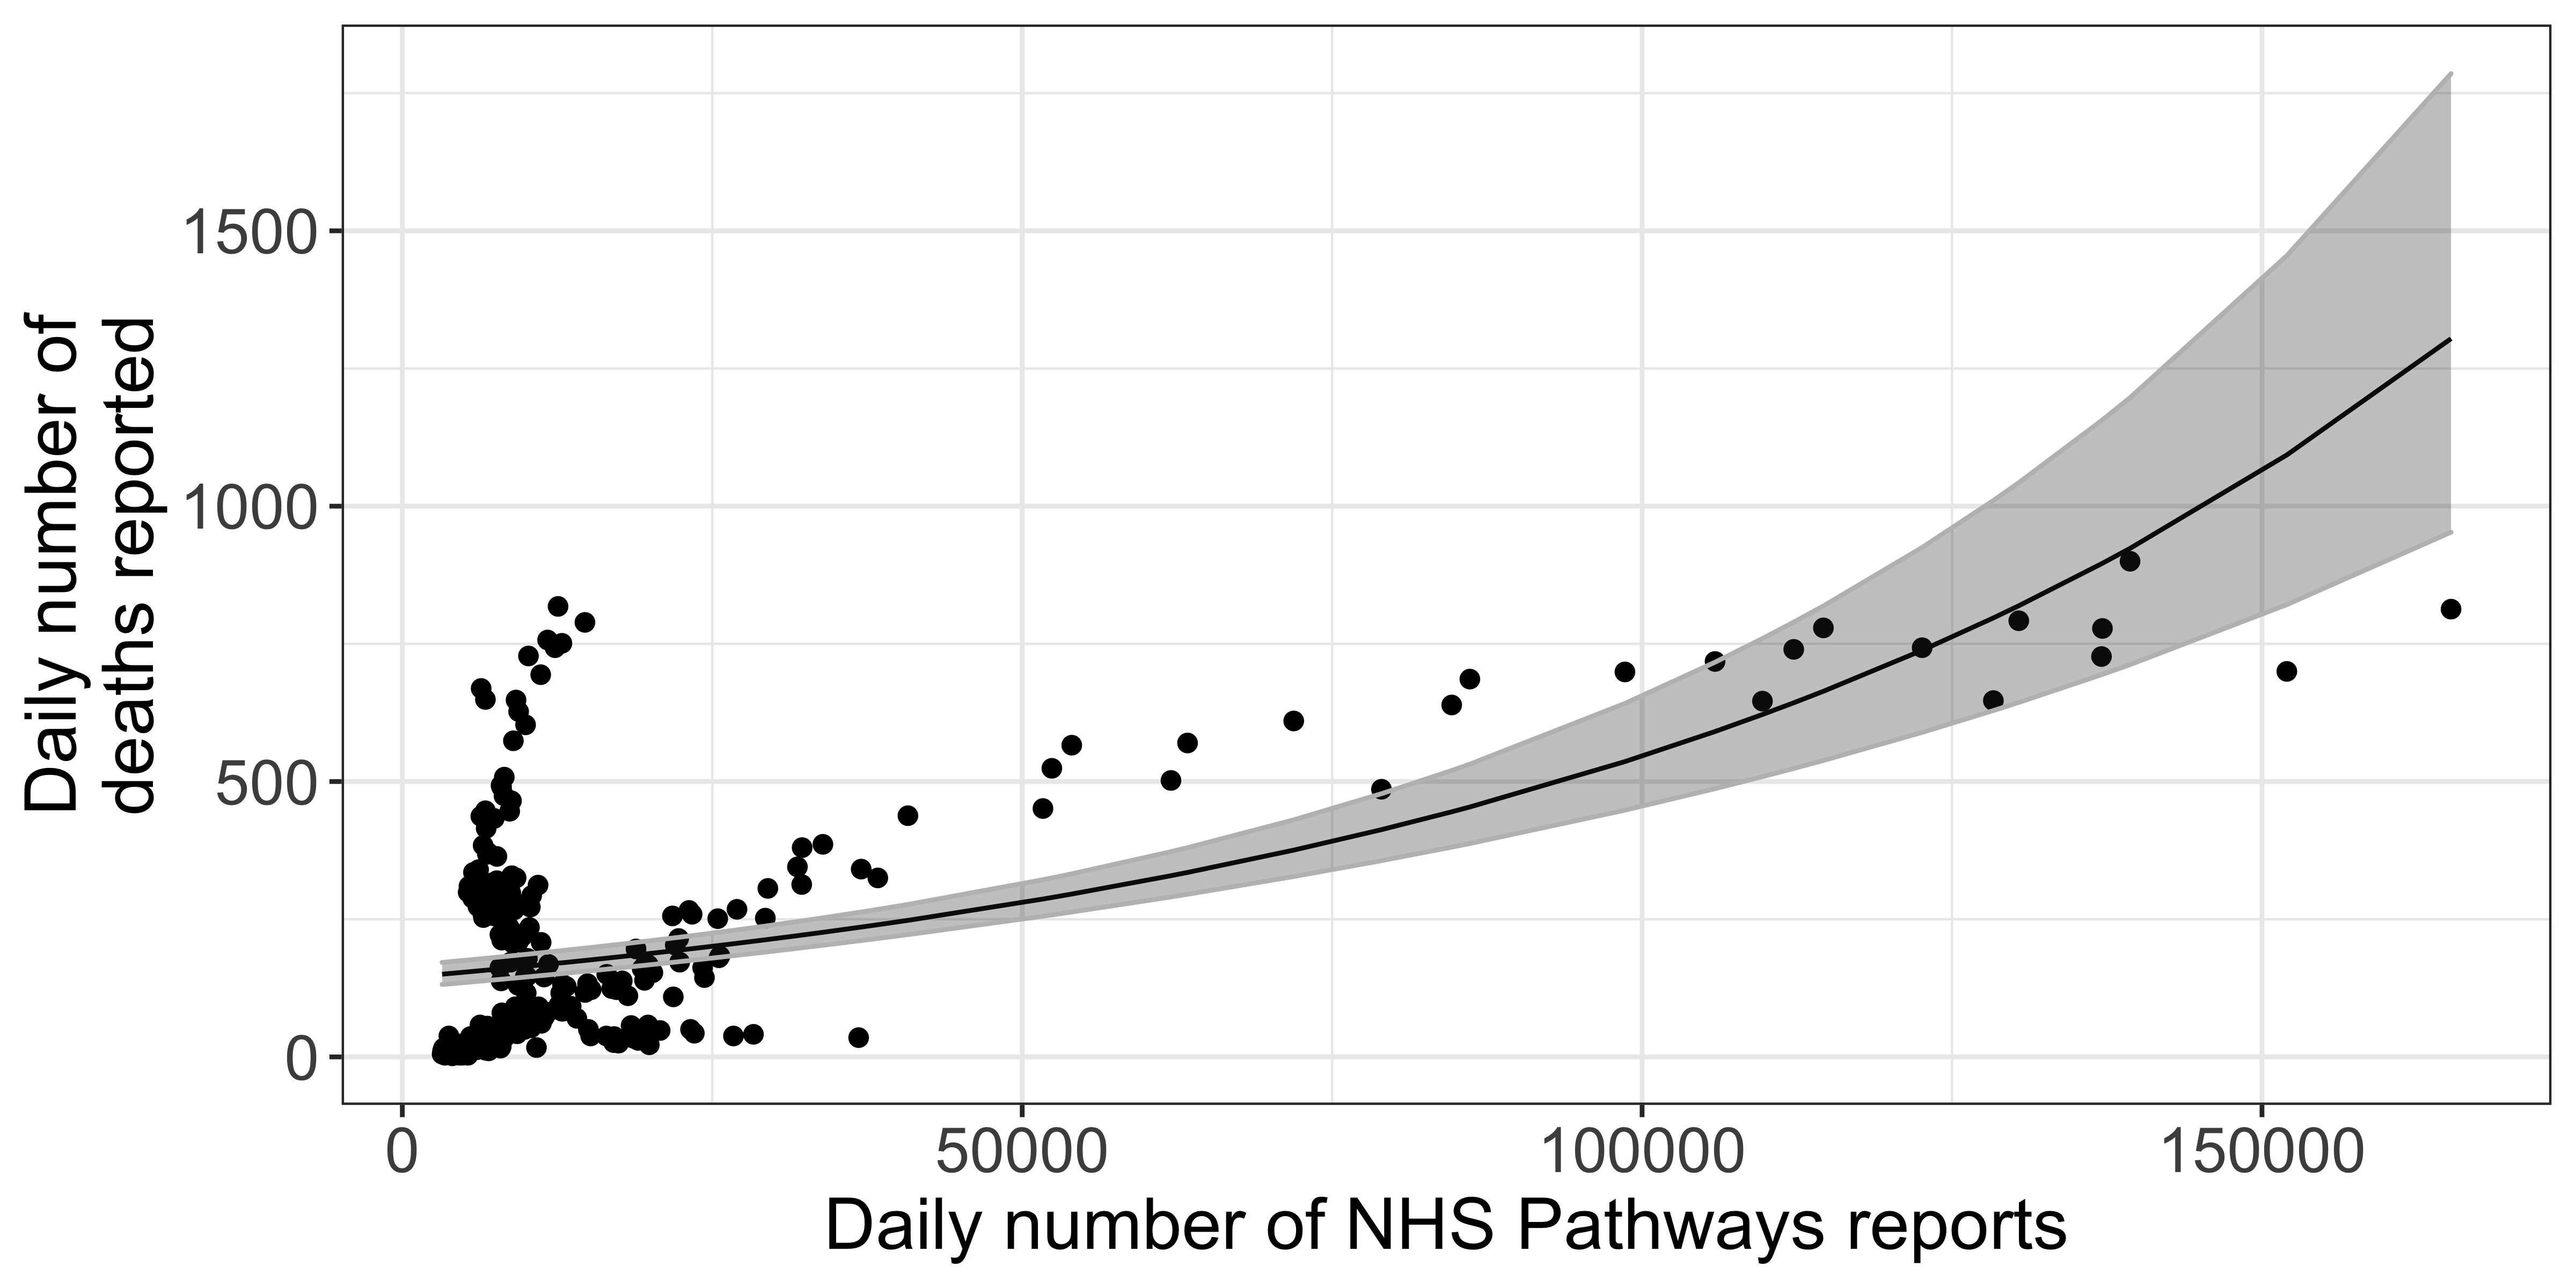 Daily number of
deaths reported
1500
1000
500
0
0 50000 100000 150000
Daily number of NHS Pathways reports